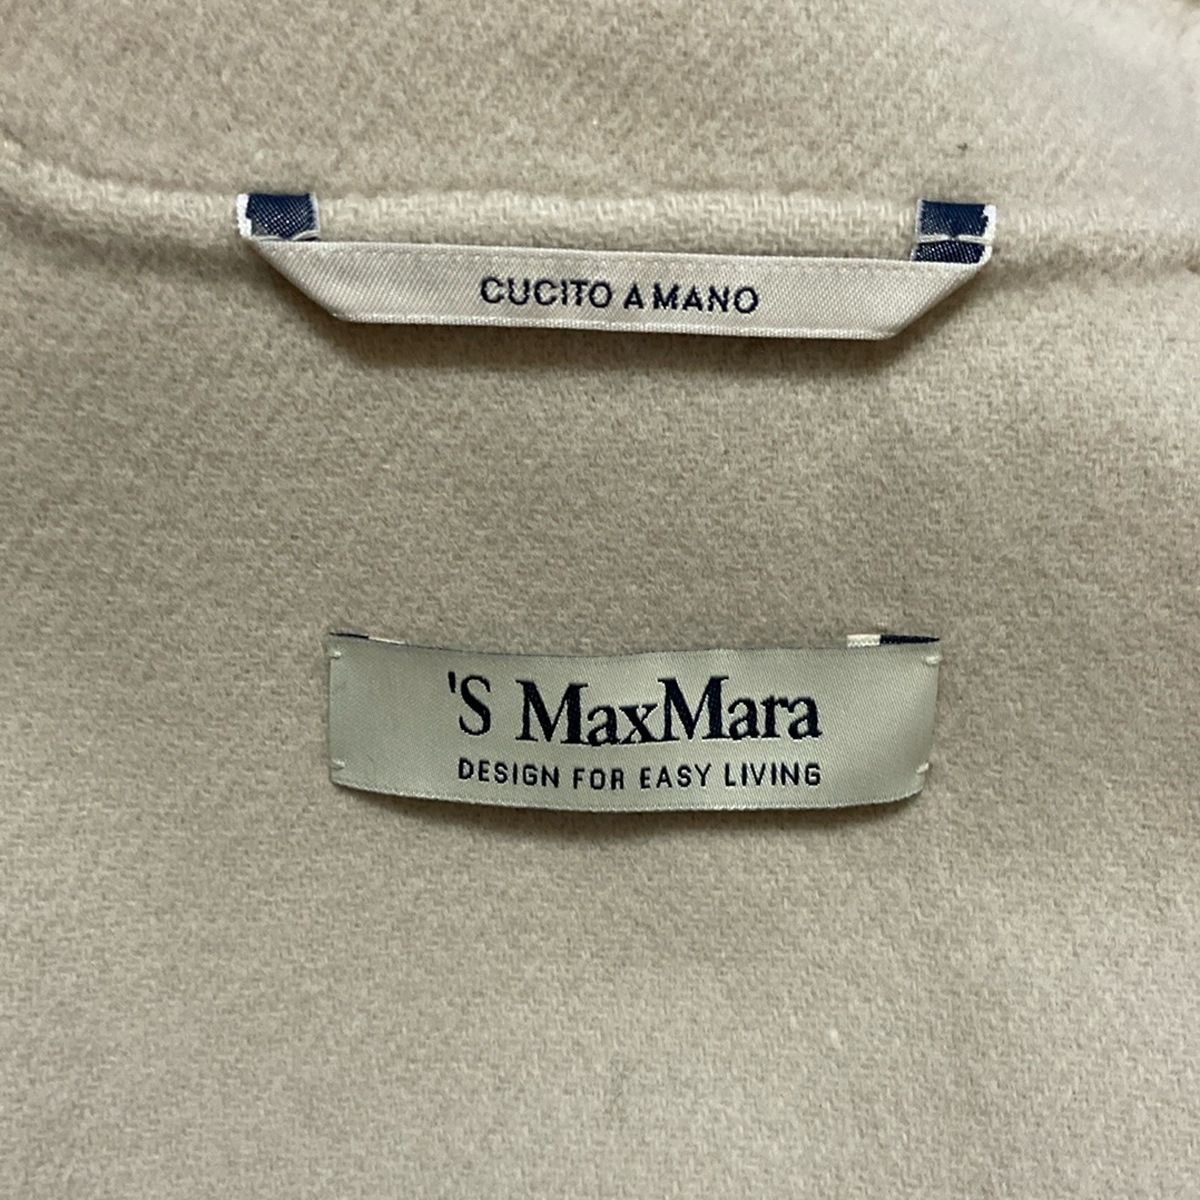 CUCITO A MANO
'S MaxMara
DESIGN FOR EASY LIVING